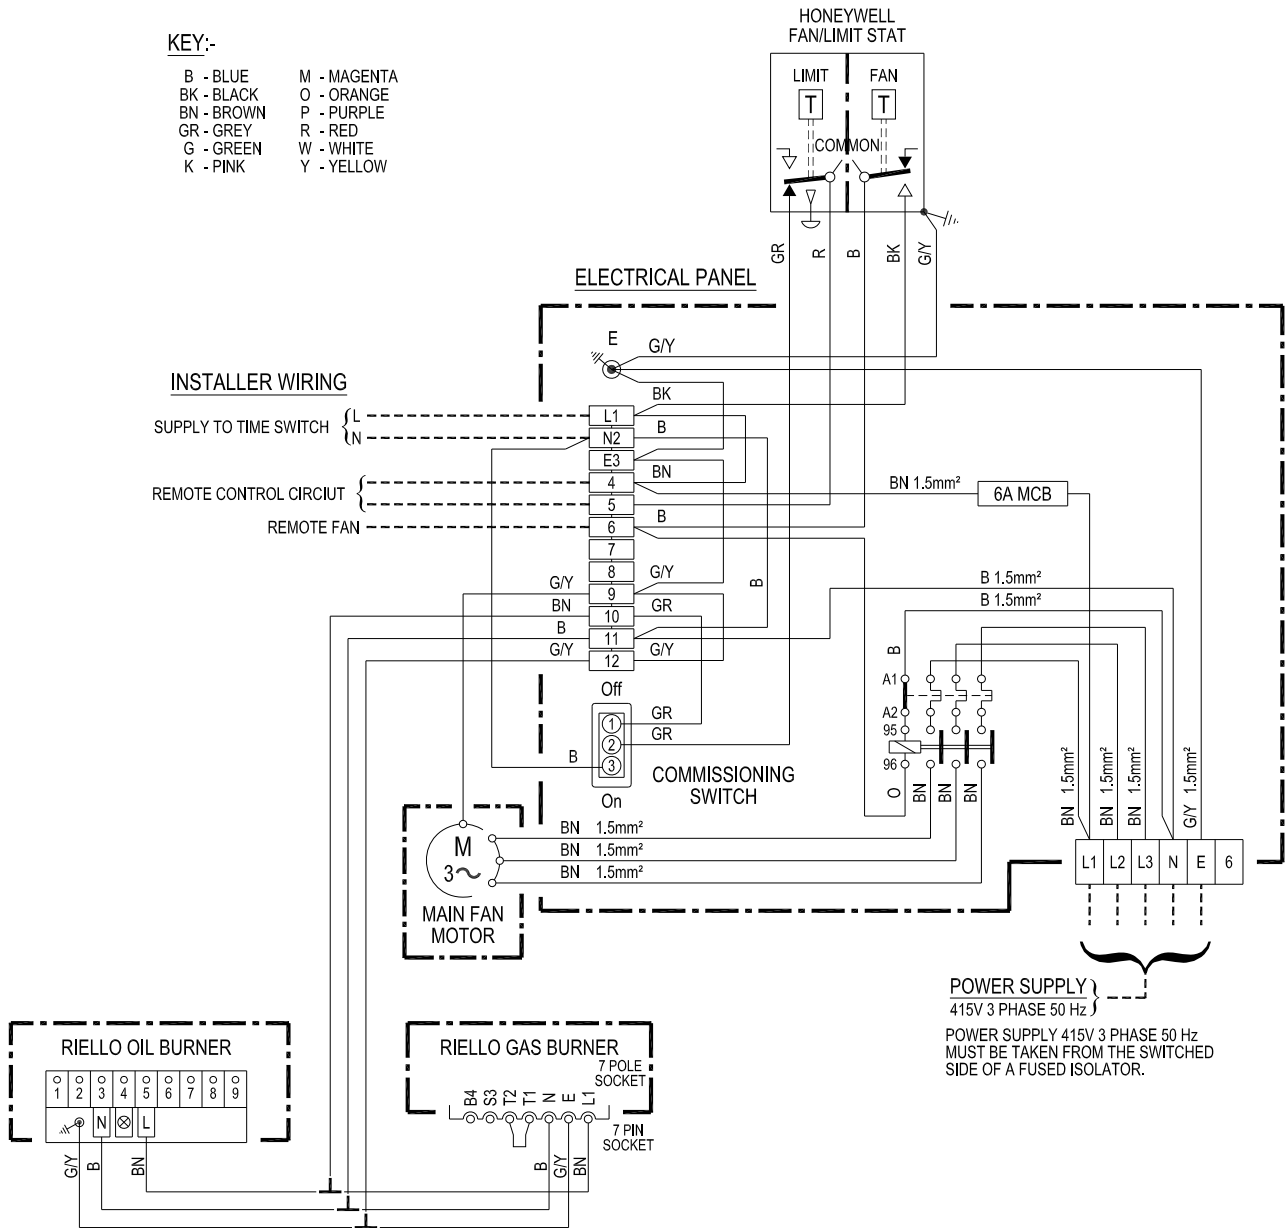 HONEYWELL
FAN/LIMIT STAT
KEY:-
B - BLUE
BK - BLACK
BN - BROWN
GR - GREY
G - GREEN
K - PINK
M - MAGENTA
O - ORANGE
P - PURPLE
R - RED
W - WHITE
Y - YELLOW
LIMIT
FAN
T
T
COMMON
GR
R
B
BK
G/Y
ELECTRICAL PANEL
E
G/Y
INSTALLER WIRING
SUPPLY TO TIME SWITCH
L
N
REMOTE CONTROL CIRCIUT
REMOTE FAN
L1
N2
E3
4
5
6
7
8
9
10
11
12
BK
B
BN
B
G/Y
GR
G/Y
B
G/Y
BN
B
G/Y
BN 1.5mm²
6A MCB
B 1.5mm²
B 1.5mm²
B
A1
A2
95
96
O
BN
BN
BN
Off
1
2
3
On
GR
GR
B
COMMISSIONING
SWITCH
BN 1.5mm²
BN 1.5mm²
BN 1.5mm²
M
3~
MAIN FAN
MOTOR
BN 1.5mm²
BN 1.5mm²
BN 1.5mm²
G/Y 1.5mm²
L1
L2
L3
N
E
6
POWER SUPPLY
415V 3 PHASE 50 Hz
POWER SUPPLY 415V 3 PHASE 50 Hz
MUST BE TAKEN FROM THE SWITCHED
SIDE OF A FUSED ISOLATOR.
RIELLO OIL BURNER
1 2 3 4 5 6 7 8 9
N
L
G/Y
B
BN
RIELLO GAS BURNER
7 POLE
SOCKET
B4
S3
T2
T1
N
E
L1
7 PIN
SOCKET
B
G/Y
BN